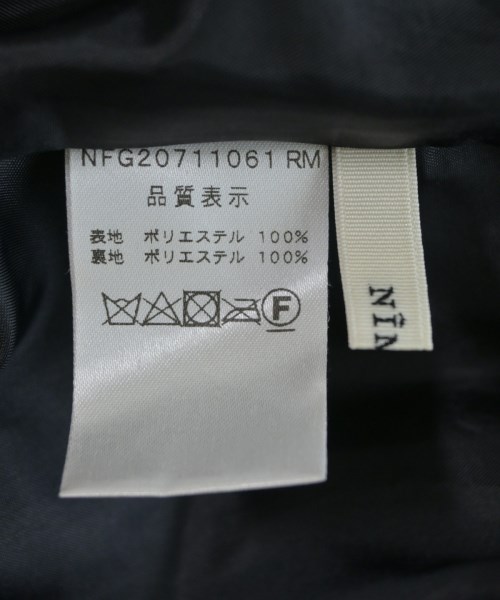 NFG20711061 RM
品質表示
表地 ポリエステル 100%
裏地 ポリエステル 100%
F
NÎN